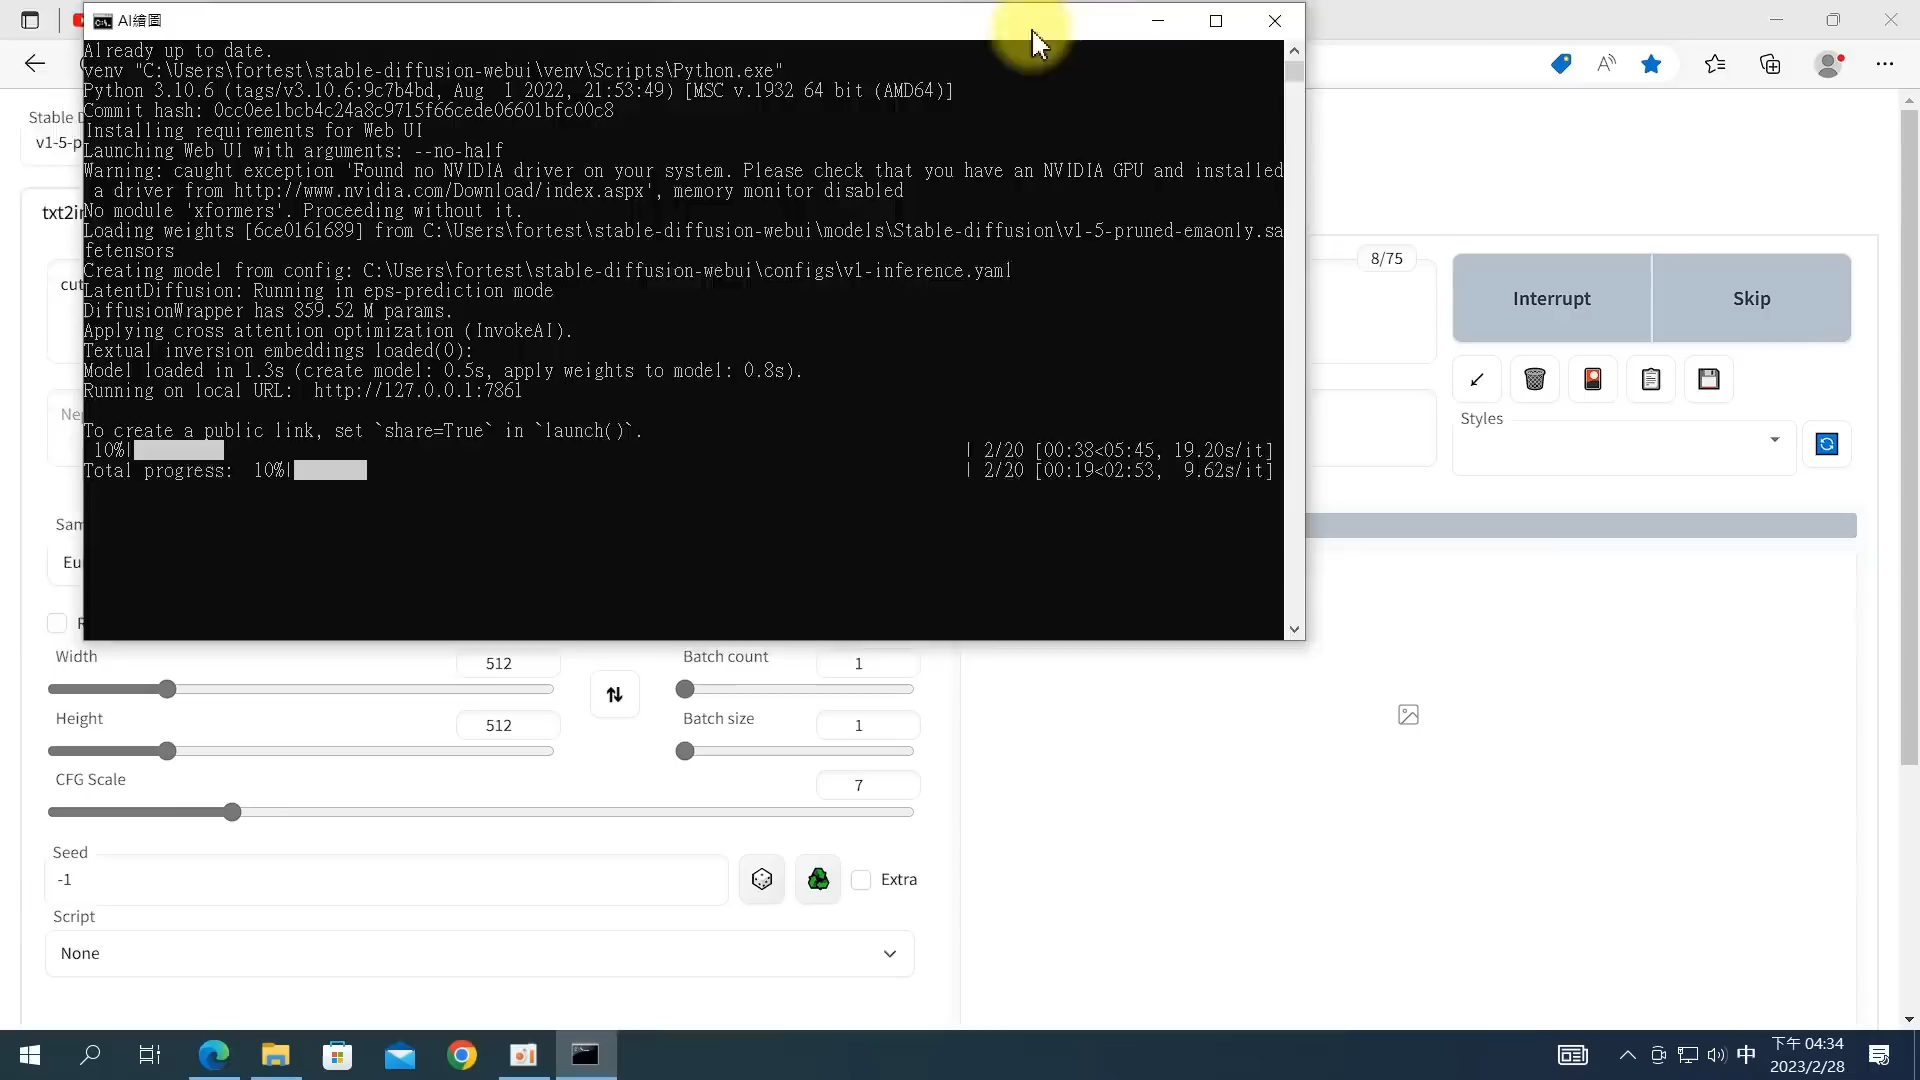 AI繪圖
Already up to date.
venv "C:\Users\fortest\stable-diffusion-webui\venv\Scripts\Python.exe"
Python 3.10.6 (tags/v3.10.6:9c7b4bd, Aug  1 2022, 21:53:49) [MSC v.1932 64 bit (AMD64)]
Commit hash: 0cc0ee1bcb4c24a8c9715f66cede06601bfc00c8
Installing requirements for Web UI
Launching Web UI with arguments: --no-half
Warning: caught exception 'Found no NVIDIA driver on your system. Please check that you have an NVIDIA GPU and installed
 a driver from http://www.nvidia.com/Download/index.aspx', memory monitor disabled
No module 'xformers'. Proceeding without it.
Loading weights [6ce0161689] from C:\Users\fortest\stable-diffusion-webui\models\Stable-diffusion\v1-5-pruned-emaonly.sa
fetensors
Creating model from config: C:\Users\fortest\stable-diffusion-webui\configs\v1-inference.yaml
LatentDiffusion: Running in eps-prediction mode
DiffusionWrapper has 859.52 M params.
Applying cross attention optimization (InvokeAI).
Textual inversion embeddings loaded(0):
Model loaded in 1.3s (create model: 0.5s, apply weights to model: 0.8s).
Running on local URL:  http://127.0.0.1:7861
To create a public link, set `share=True` in `launch()`.
10%| | 2/20 [00:38<05:45, 19.20s/it]
Total progress:  10%| | 2/20 [00:19<02:53,  9.62s/it]
Stable D
v1-5-p
txt2i
cut
8/75
Interrupt
Skip
Styles
Ne
Sam
Eu
Width
512
Batch count
1
Height
512
Batch size
1
CFG Scale
7
Seed
-1
Extra
Script
None
中
下午 04:34
2023/2/28